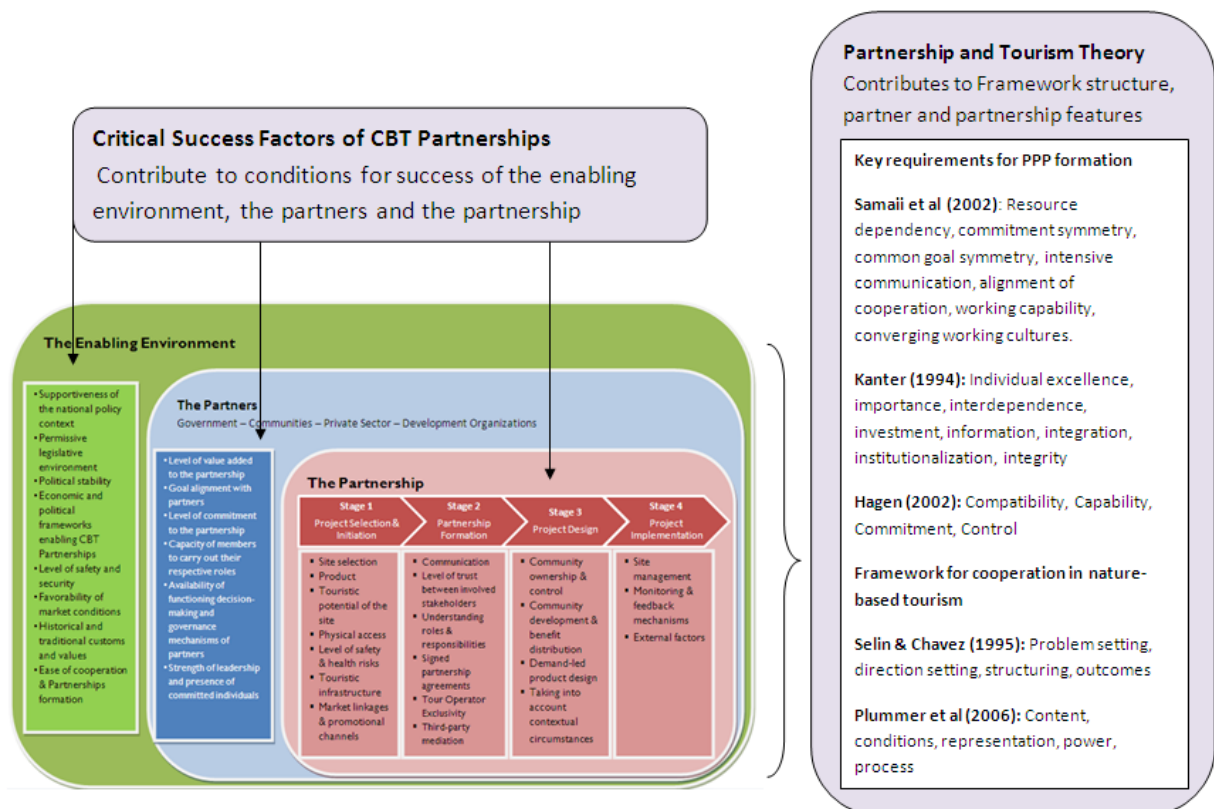 Critical Success Factors of CBT Partnerships
Contribute to conditions for success of the enabling
environment, the partners and the partnership
The Enabling Environment
•Supportiveness of
the national policy
context
•Permissive
legislative
environment
•Political stability
•Economic and
political
frameworks
enabling CBT
Partnerships
•Level of safety and
security
•Favorability of
market conditions
•Historical and
traditional customs
and values
•Ease of cooperation
& Partnerships
formation
The Partners
Government – Communities – Private Sector – Development Organizations
•Level of value added
to the partnership
•Goal alignment with
partners
•Level of commitment
to the partnership
•Capacity of members
to carry out their
respective roles
•Availability of
functioning decision-
making and
governance
mechanisms of
partners
•Strength of leadership
and presence of
committed individuals
The Partnership
Stage 1
Project Selection &
Initiation
▪ Site selection
▪ Product
▪ Touristic
potential of the
site
▪ Physical access
▪ Level of safety
& health risks
▪ Touristic
infrastructure
▪ Market linkages
& promotional
channels
Stage 2
Partnership
Formation
▪ Communication
▪ Level of trust
between involved
stakeholders
▪ Understanding
roles &
responsibilities
▪ Signed
partnership
agreements
▪ Tour Operator
Exclusivity
▪ Third-party
mediation
Stage 3
Project Design
▪ Community
ownership &
control
▪ Community
development &
benefit
distribution
▪ Demand-led
product design
▪ Taking into
account
contextual
circumstances
Stage 4
Project
Implementation
▪ Site
management
▪ Monitoring &
feedback
mechanisms
▪ External factors
Partnership and Tourism Theory
Contributes to Framework structure,
partner and partnership features
Key requirements for PPP formation
Samaii et al (2002): Resource
dependency, commitment symmetry,
common goal symmetry, intensive
communication, alignment of
cooperation, working capability,
converging working cultures.
Kanter (1994): Individual excellence,
importance, interdependence,
investment, information, integration,
institutionalization, integrity
Hagen (2002): Compatibility, Capability,
Commitment, Control
Framework for cooperation in nature-
based tourism
Selin & Chavez (1995): Problem setting,
direction setting, structuring, outcomes
Plummer et al (2006): Content,
conditions, representation, power,
process